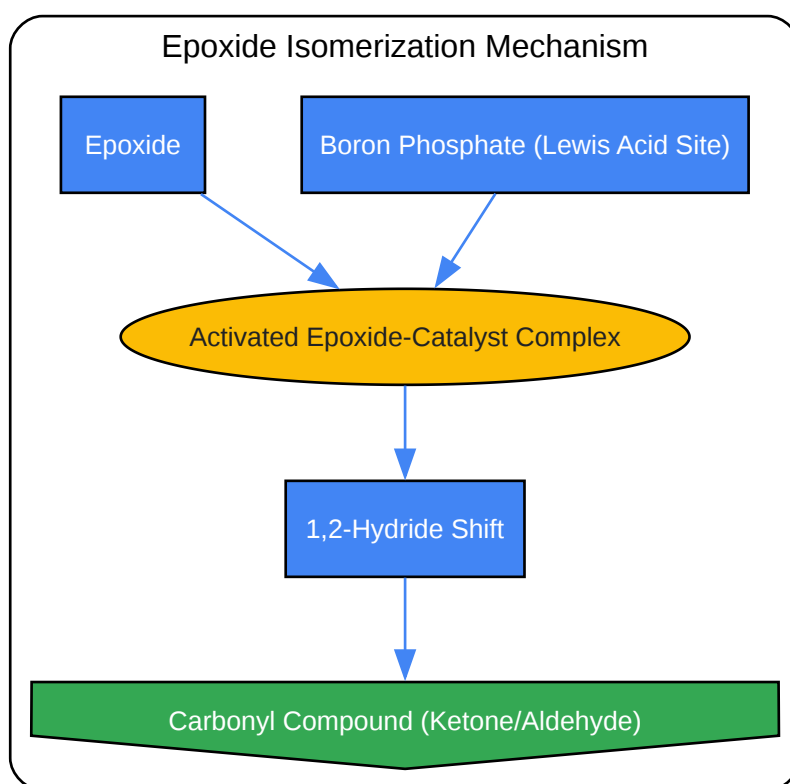 Epoxide Isomerization Mechanism
Epoxide
Boron Phosphate (Lewis Acid Site)
Activated Epoxide-Catalyst Complex
1,2-Hydride Shift
Carbonyl Compound (Ketone/Aldehyde)